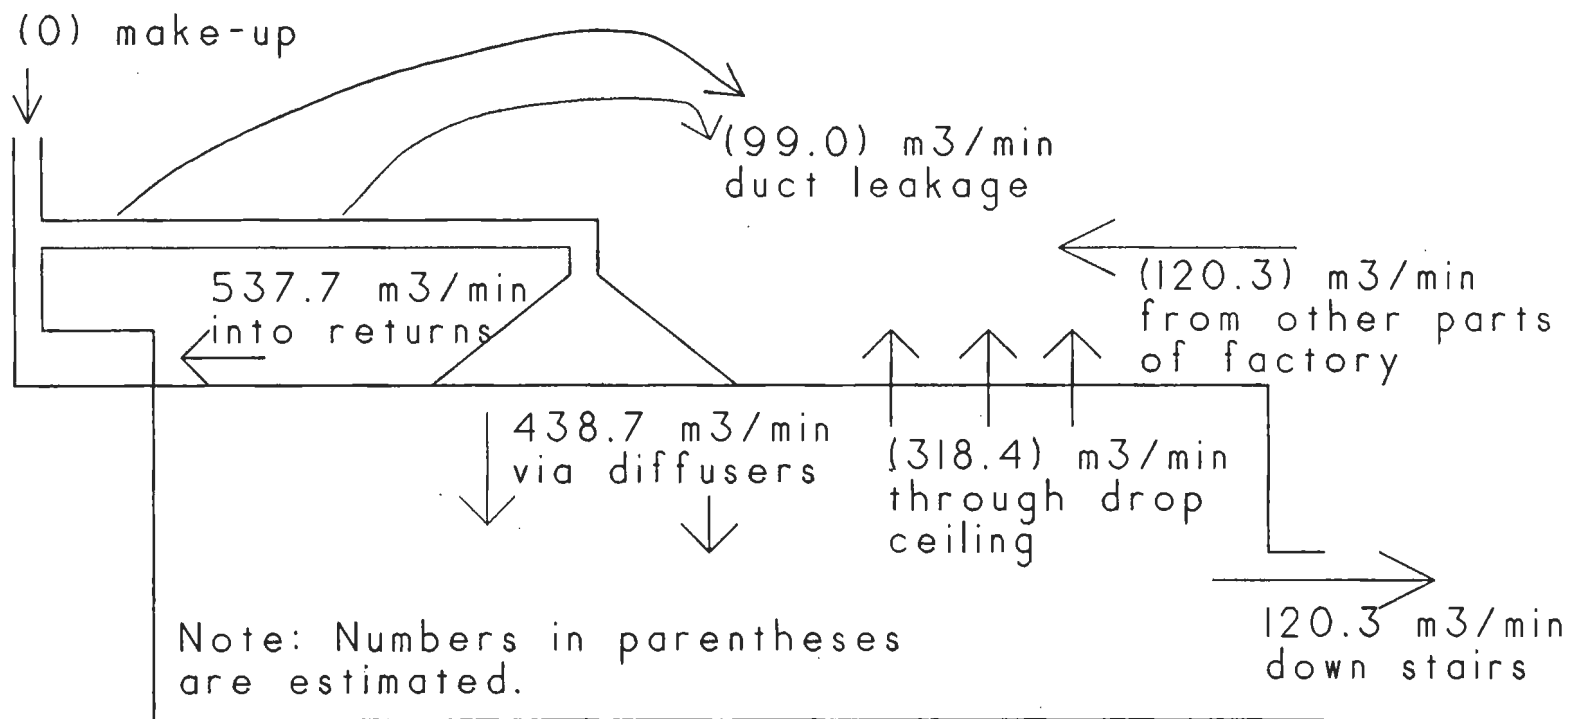 (0) make-up
(99.0) m3/min
duct leakage
537.7 m3/min
into returns
(120.3) m3/min
from other parts
of factory
438.7 m3/min
via diffusers
(318.4) m3/min
through drop
ceiling
120.3 m3/min
down stairs
Note: Numbers in parentheses
are estimated.